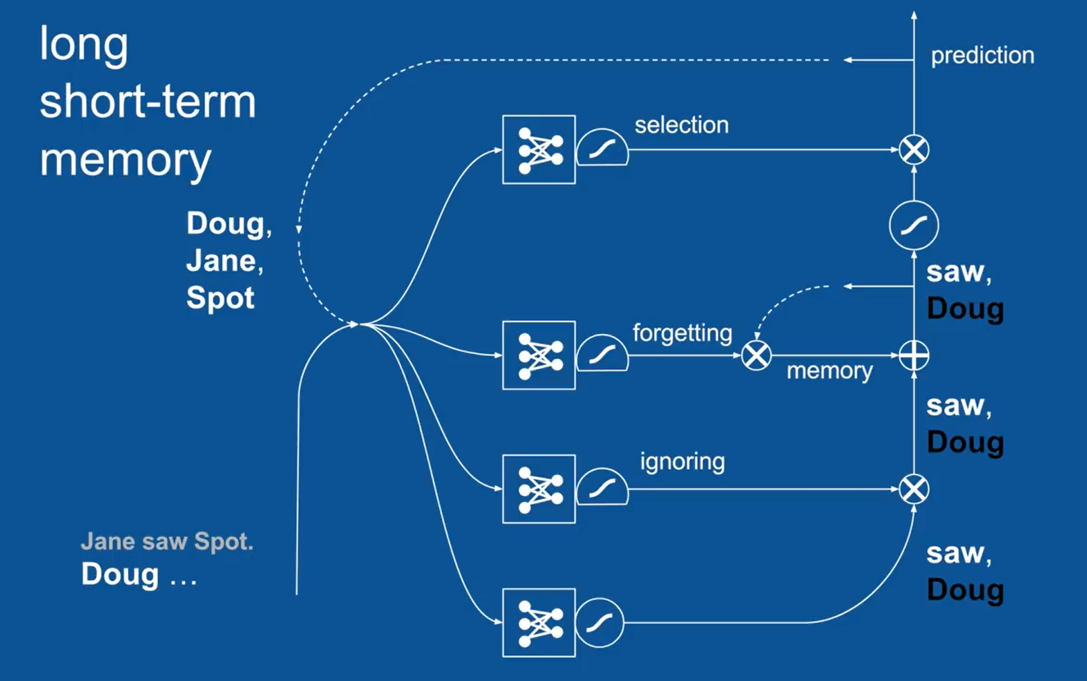 long
short-term
memory
prediction
selection
Doug,
Jane,
Spot
saw,
Doug
forgetting
memory
saw,
Doug
ignoring
Jane saw Spot.
Doug ...
saw,
Doug